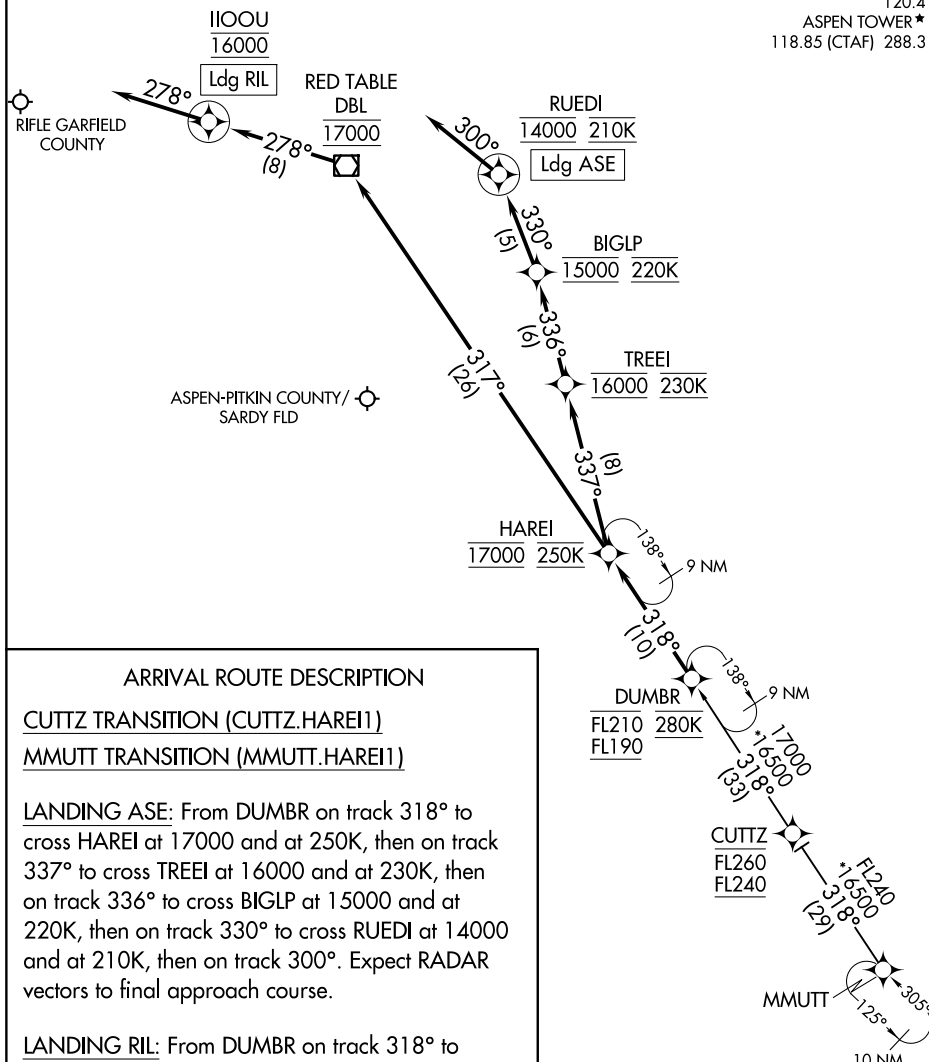 120.4
ASPEN TOWER★
118.85 (CTAF) 288.3
IIOOU
16000
Ldg RIL
278°
RIFLE GARFIELD
COUNTY
278°
(8)
RED TABLE
DBL
17000
300°
RUEDI
14000 210K
Ldg ASE
330°
(5)
BIGLP
15000 220K
336°
(6)
TREEI
16000 230K
317°
(26)
ASPEN-PITKIN COUNTY/
SARDY FLD
337°
(8)
HAREI
17000 250K
138°
9 NM
318°
(10)
DUMBR
FL210 280K
FL190
138°
9 NM
17000
*16500
318°
(33)
CUTTZ
FL260
FL240
FL240
*16500
318°
(29)
MMUTT
305°
125°
10 NM
ARRIVAL ROUTE DESCRIPTION
CUTTZ TRANSITION (CUTTZ.HAREI1)
MMUTT TRANSITION (MMUTT.HAREI1)
LANDING ASE: From DUMBR on track 318° to
cross HAREI at 17000 and at 250K, then on track
337° to cross TREEI at 16000 and at 230K, then
on track 336° to cross BIGLP at 15000 and at
220K, then on track 330° to cross RUEDI at 14000
and at 210K, then on track 300°. Expect RADAR
vectors to final approach course.
LANDING RIL: From DUMBR on track 318° to